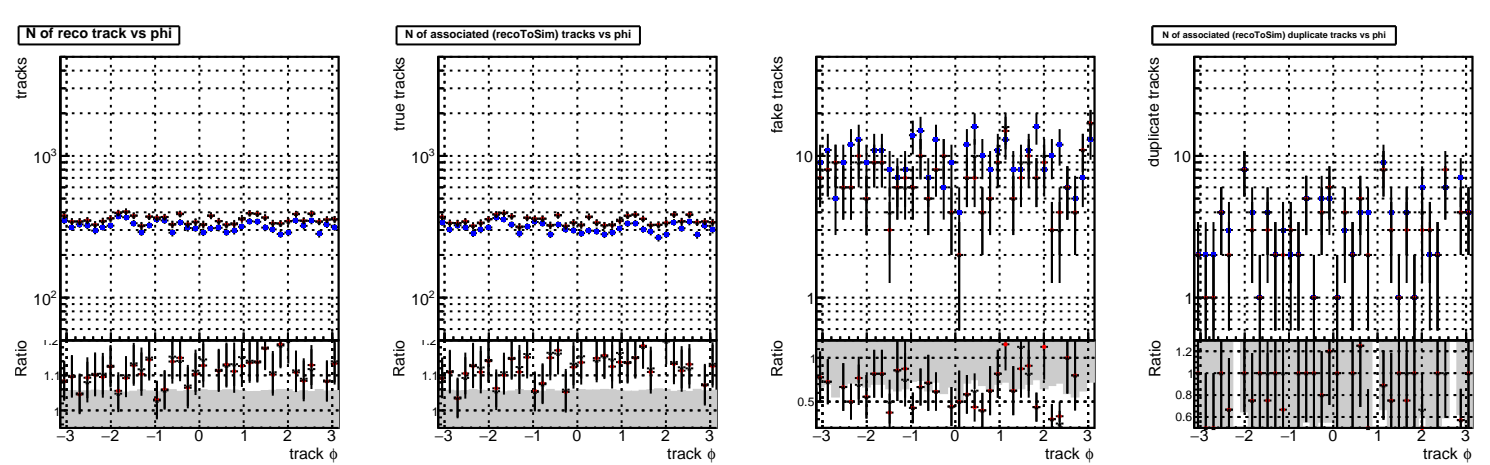 N of reco track vs phi
tracks
10³
10²
Ratio
1.2
1.1
1
−3 −2 −1 0 1 2 3
track ϕ
N of associated (recoToSim) tracks vs phi
true tracks
10³
10²
Ratio
1.2
1.1
1
−3 −2 −1 0 1 2 3
track ϕ
fake tracks
10
1
Ratio
1
0.5
−3 −2 −1 0 1 2 3
track ϕ
N of associated (recoToSim) duplicate tracks vs phi
duplicate tracks
10
1
Ratio
1.2
1
0.8
0.6
−3 −2 −1 0 1 2 3
track ϕ